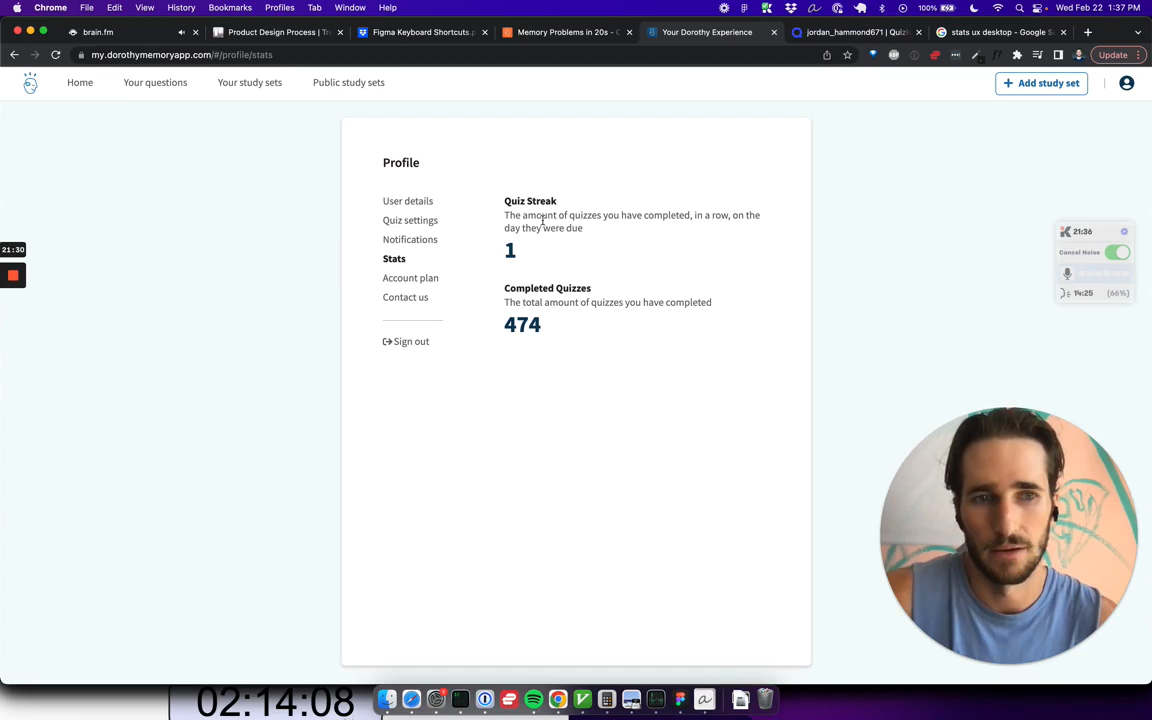 Chrome File Edit View History Bookmarks Profiles Tab Window Help 100% Wed Feb 22 1:37 PM
brain.fm Product Design Process | Tre Figma Keyboard Shortcuts.p Memory Problems in 20s - C Your Dorothy Experience jordan_hammond671 | Quiz stats ux desktop - Google S
my.dorothymemoryapp.com/#/profile/stats Update
Home Your questions Your study sets Public study sets + Add study set
Profile
User details
Quiz settings
Notifications
Stats
Account plan
Contact us
Sign out
Quiz Streak
The amount of quizzes you have completed, in a row, on the
day they were due
1
Completed Quizzes
The total amount of quizzes you have completed
474
21:30
21:36
Cancel Noise
14:25 (66%)
02:14:08